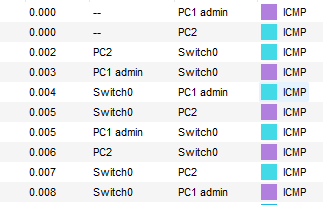 0.000 -- PC1 admin ICMP
0.000 -- PC2 ICMP
0.002 PC2 Switch0 ICMP
0.003 PC1 admin Switch0 ICMP
0.004 Switch0 PC1 admin ICMP
0.005 Switch0 PC2 ICMP
0.005 PC1 admin Switch0 ICMP
0.006 PC2 Switch0 ICMP
0.007 Switch0 PC2 ICMP
0.008 Switch0 PC1 admin ICMP